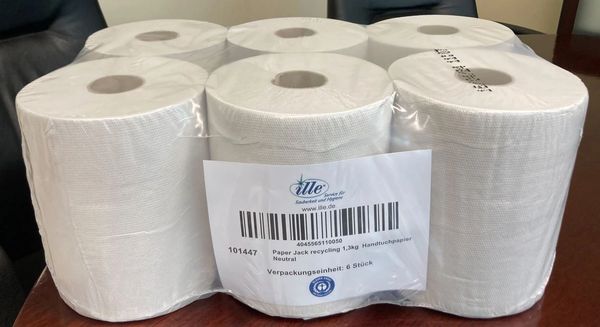 ille
Service für
Sauberkeit und Hygiene
www.ille.de
4045565110050
101447
Paper Jack recycling 1,3kg Handtuchpapier
Neutral
Verpackungseinheit: 6 Stück